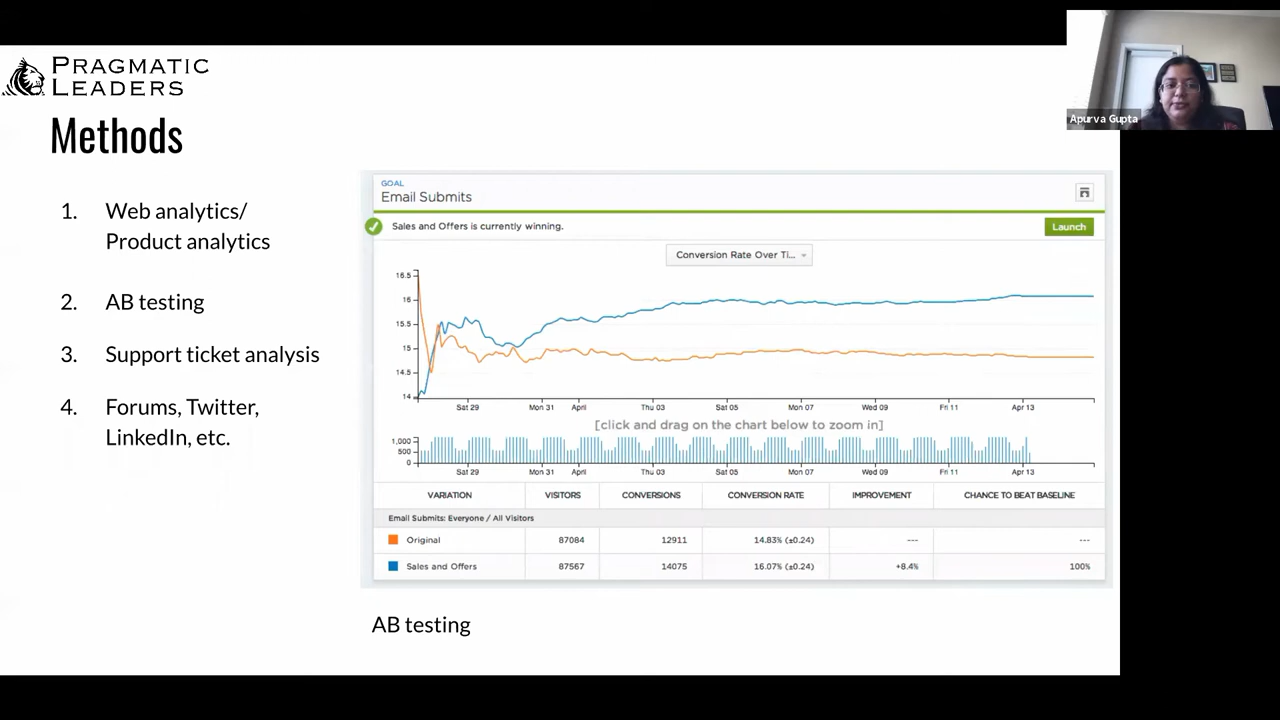 PRAGMATIC
LEADERS
Apurva Gupta
Methods
1. Web analytics/
Product analytics
2. AB testing
3. Support ticket analysis
4. Forums, Twitter,
LinkedIn, etc.
GOAL
Email Submits
Sales and Offers is currently winning.
Launch
Conversion Rate Over Ti...
16.5
16
15.5
15
14.5
14
Sat 29 Mon 31 April Thu 03 Sat 05 Mon 07 Wed 09 Fri 11 Apr 13
[click and drag on the chart below to zoom in]
1,000
500
0
Sat 29 Mon 31 April Thu 03 Sat 05 Mon 07 Wed 09 Fri 11 Apr 13
VARIATION VISITORS CONVERSIONS CONVERSION RATE IMPROVEMENT CHANCE TO BEAT BASELINE
Email Submits: Everyone / All Visitors
Original 87084 12911 14.83% (±0.24) --- ---
Sales and Offers 87567 14075 16.07% (±0.24) +8.4% 100%
AB testing